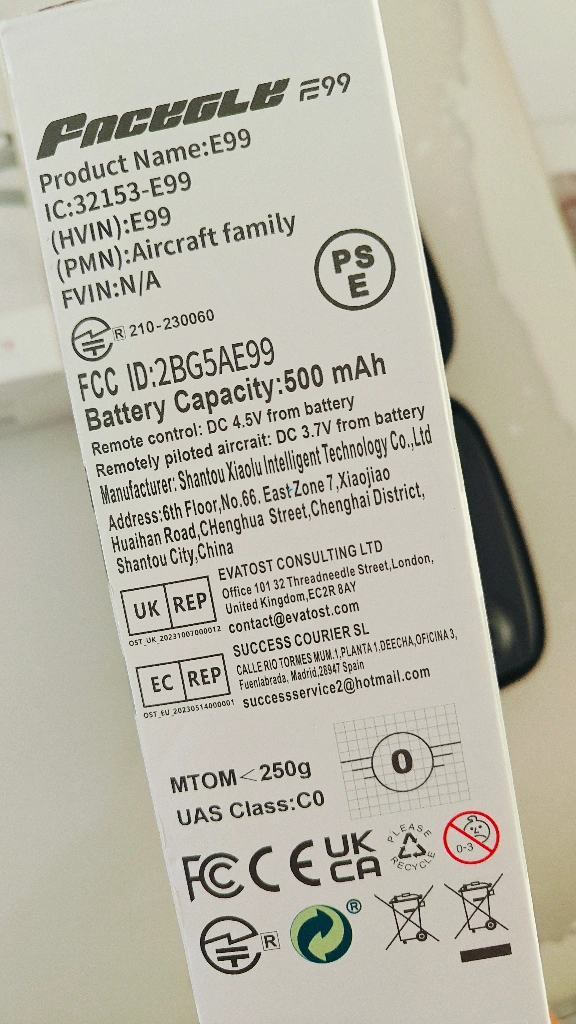 FNCKGLE E99
Product Name:E99
IC:32153-E99
(HVIN):E99
(PMN):Aircraft family
FVIN:N/A
PS
E
R 210-230060
FCC ID:2BG5AE99
Battery Capacity:500 mAh
Remote control: DC 4.5V from battery
Remotely piloted aircrait: DC 3.7V from battery
Manufacturer: Shantou Xiaolu Intelligent Technology Co.,Ltd
Address:6th Floor,No.66. East Zone 7,Xiaojiao
Huaihan Road,CHenghua Street,Chenghai District,
Shantou City,China
UK REP
OST_UK_20231007000012
EVATOST CONSULTING LTD
Office 101 32 Threadneedle Street,London,
United Kingdom,EC2R 8AY
contact@evatost.com
EC REP
OST_EU_20230514000001
SUCCESS COURIER SL
CALLE RIO TORMES MUM.1,PLANTA 1,DEECHA,OFICINA 3,
Fuenlabrada, Madrid,28947 Spain
successservice2@hotmail.com
MTOM<250g
UAS Class:C0
0
FCC CE UK
CA
PLEASE
RECYCLE
0-3
R
®